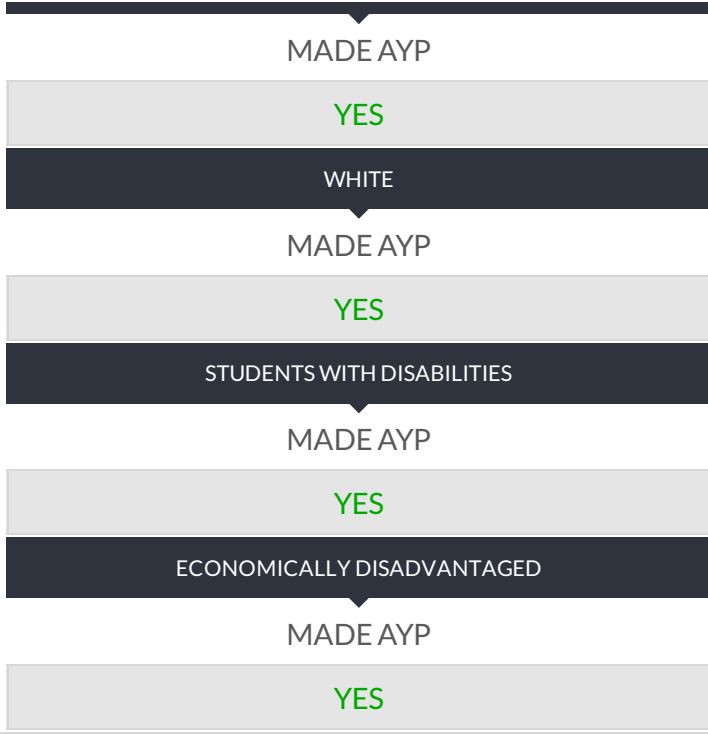 MADE AYP
YES
WHITE
MADE AYP
YES
STUDENTS WITH DISABILITIES
MADE AYP
YES
ECONOMICALLY DISADVANTAGED
MADE AYP
YES